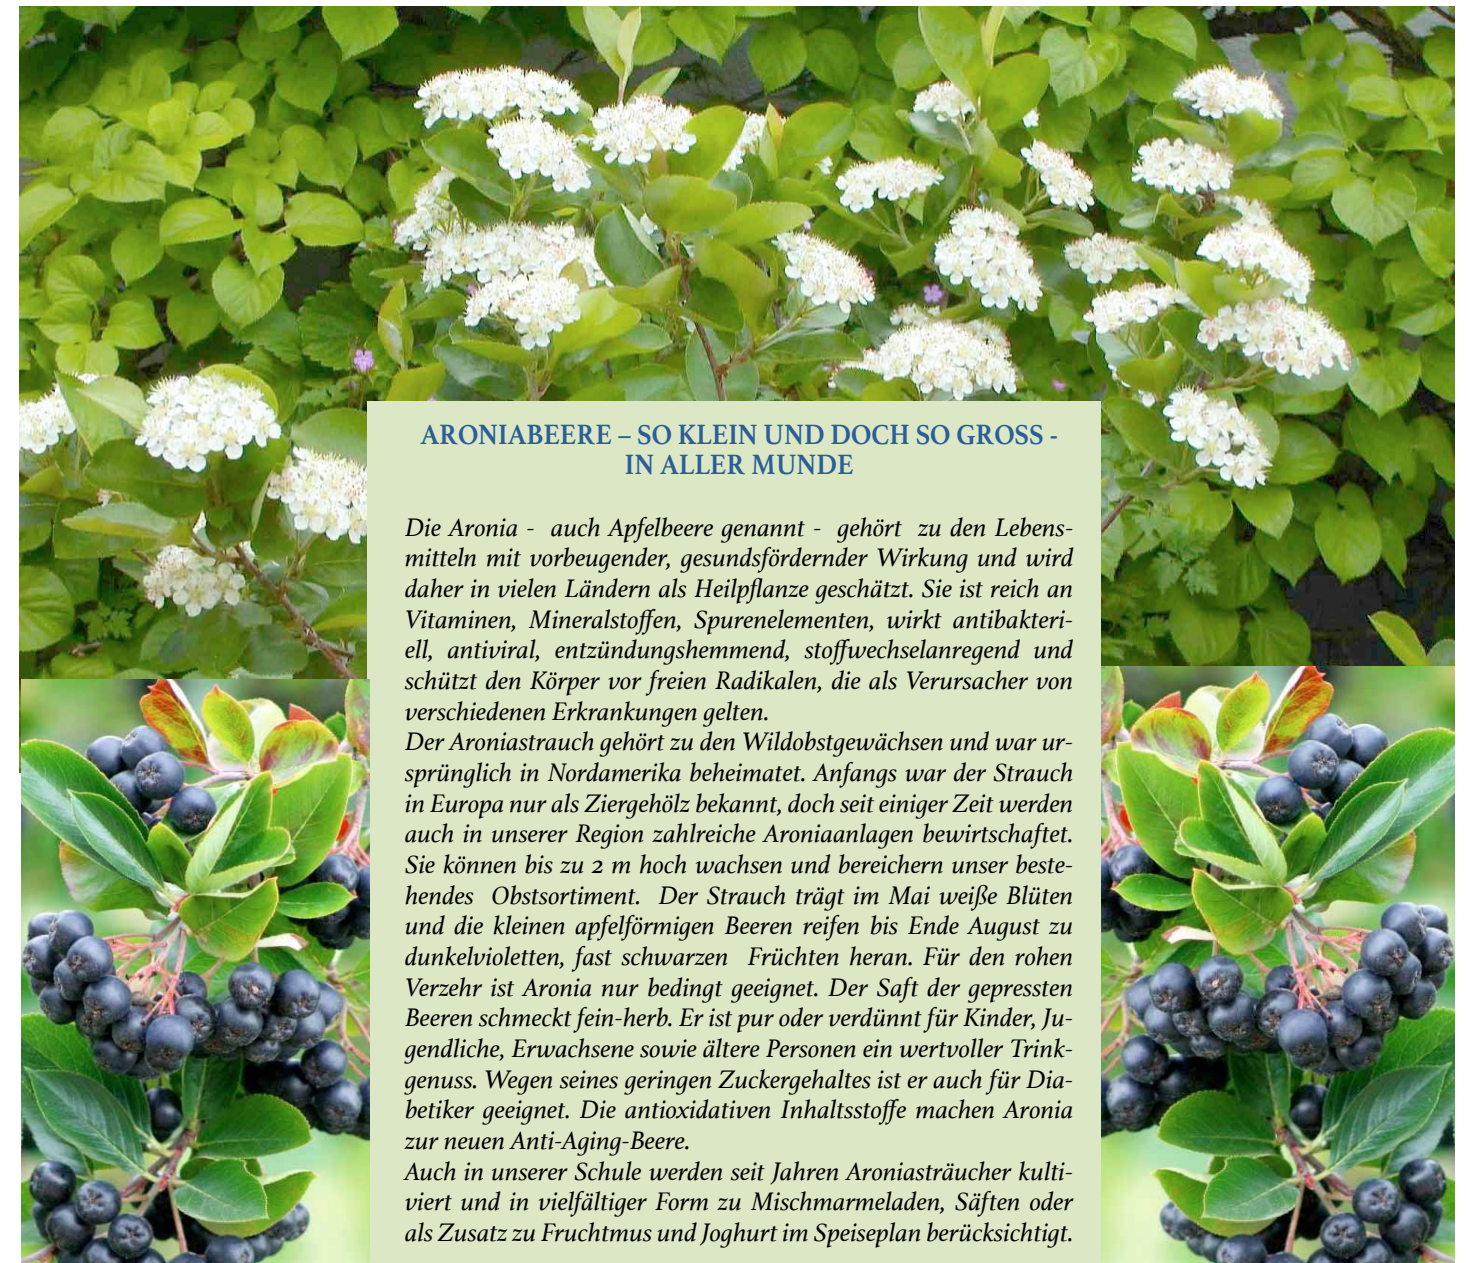 ARONIABEERE – SO KLEIN UND DOCH SO GROSS -
IN ALLER MUNDE
Die Aronia - auch Apfelbeere genannt - gehört zu den Lebens-
mitteln mit vorbeugender, gesundsfördernder Wirkung und wird
daher in vielen Ländern als Heilpflanze geschätzt. Sie ist reich an
Vitaminen, Mineralstoffen, Spurenelementen, wirkt antibakteri-
ell, antiviral, entzündungshemmend, stoffwechselanregend und
schützt den Körper vor freien Radikalen, die als Verursacher von
verschiedenen Erkrankungen gelten.
Der Aroniastrauch gehört zu den Wildobstgewächsen und war ur-
sprünglich in Nordamerika beheimatet. Anfangs war der Strauch
in Europa nur als Ziergehölz bekannt, doch seit einiger Zeit werden
auch in unserer Region zahlreiche Aroniaanlagen bewirtschaftet.
Sie können bis zu 2 m hoch wachsen und bereichern unser beste-
hendes Obstsortiment. Der Strauch trägt im Mai weiße Blüten
und die kleinen apfelförmigen Beeren reifen bis Ende August zu
dunkelvioletten, fast schwarzen Früchten heran. Für den rohen
Verzehr ist Aronia nur bedingt geeignet. Der Saft der gepressten
Beeren schmeckt fein-herb. Er ist pur oder verdünnt für Kinder, Ju-
gendliche, Erwachsene sowie ältere Personen ein wertvoller Trink-
genuss. Wegen seines geringen Zuckergehaltes ist er auch für Dia-
betiker geeignet. Die antioxidativen Inhaltsstoffe machen Aronia
zur neuen Anti-Aging-Beere.
Auch in unserer Schule werden seit Jahren Aroniasträucher kulti-
viert und in vielfältiger Form zu Mischmarmeladen, Säften oder
als Zusatz zu Fruchtmus und Joghurt im Speiseplan berücksichtigt.